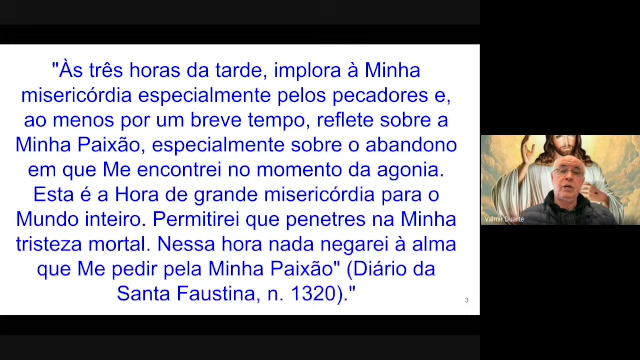 "Às três horas da tarde, implora à Minha
misericórdia especialmente pelos pecadores e,
ao menos por um breve tempo, reflete sobre a
Minha Paixão, especialmente sobre o abandono
em que Me encontrei no momento da agonia.
Esta é a Hora de grande misericórdia para o
Mundo inteiro. Permitirei que penetres na Minha
tristeza mortal. Nessa hora nada negarei à alma
que Me pedir pela Minha Paixão" (Diário da
Santa Faustina, n. 1320)."
3
Valmir Duarte